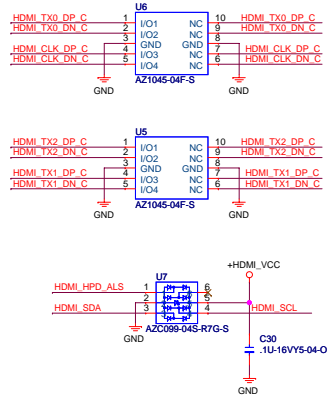 U6
HDMI_TX0_DP_C 1 I/O1 NC 10 HDMI_TX0_DP_C
HDMI_TX0_DN_C 2 I/O2 NC 9 HDMI_TX0_DN_C
3 GND GND 8
HDMI_CLK_DP_C 4 I/O3 NC 7 HDMI_CLK_DP_C
HDMI_CLK_DN_C 5 I/O4 NC 6 HDMI_CLK_DN_C
AZ1045-04F-S
GND GND
U5
HDMI_TX2_DP_C 1 I/O1 NC 10 HDMI_TX2_DP_C
HDMI_TX2_DN_C 2 I/O2 NC 9 HDMI_TX2_DN_C
3 GND GND 8
HDMI_TX1_DP_C 4 I/O3 NC 7 HDMI_TX1_DP_C
HDMI_TX1_DN_C 5 I/O4 NC 6 HDMI_TX1_DN_C
AZ1045-04F-S
GND GND
+HDMI_VCC
U7
HDMI_HPD_ALS 1 6
2 5
HDMI_SDA 3 4 HDMI_SCL
AZC099-04S-R7G-S
GND
C30
.1U-16VY5-04-O
GND